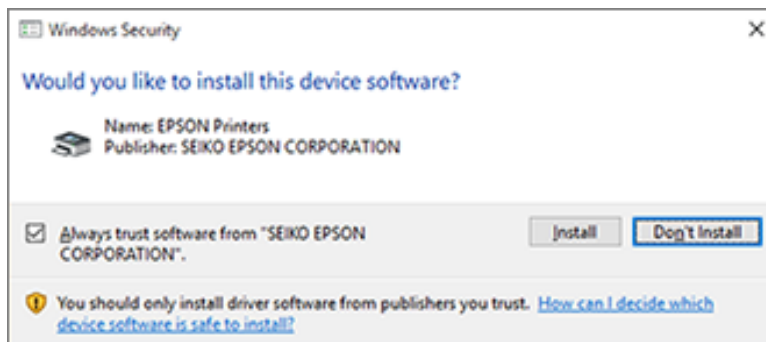 Windows Security
Would you like to install this device software?
Name: EPSON Printers
Publisher: SEIKO EPSON CORPORATION
Always trust software from "SEIKO EPSON
CORPORATION".
Install
Don't Install
You should only install driver software from publishers you trust. How can I decide which
device software is safe to install?